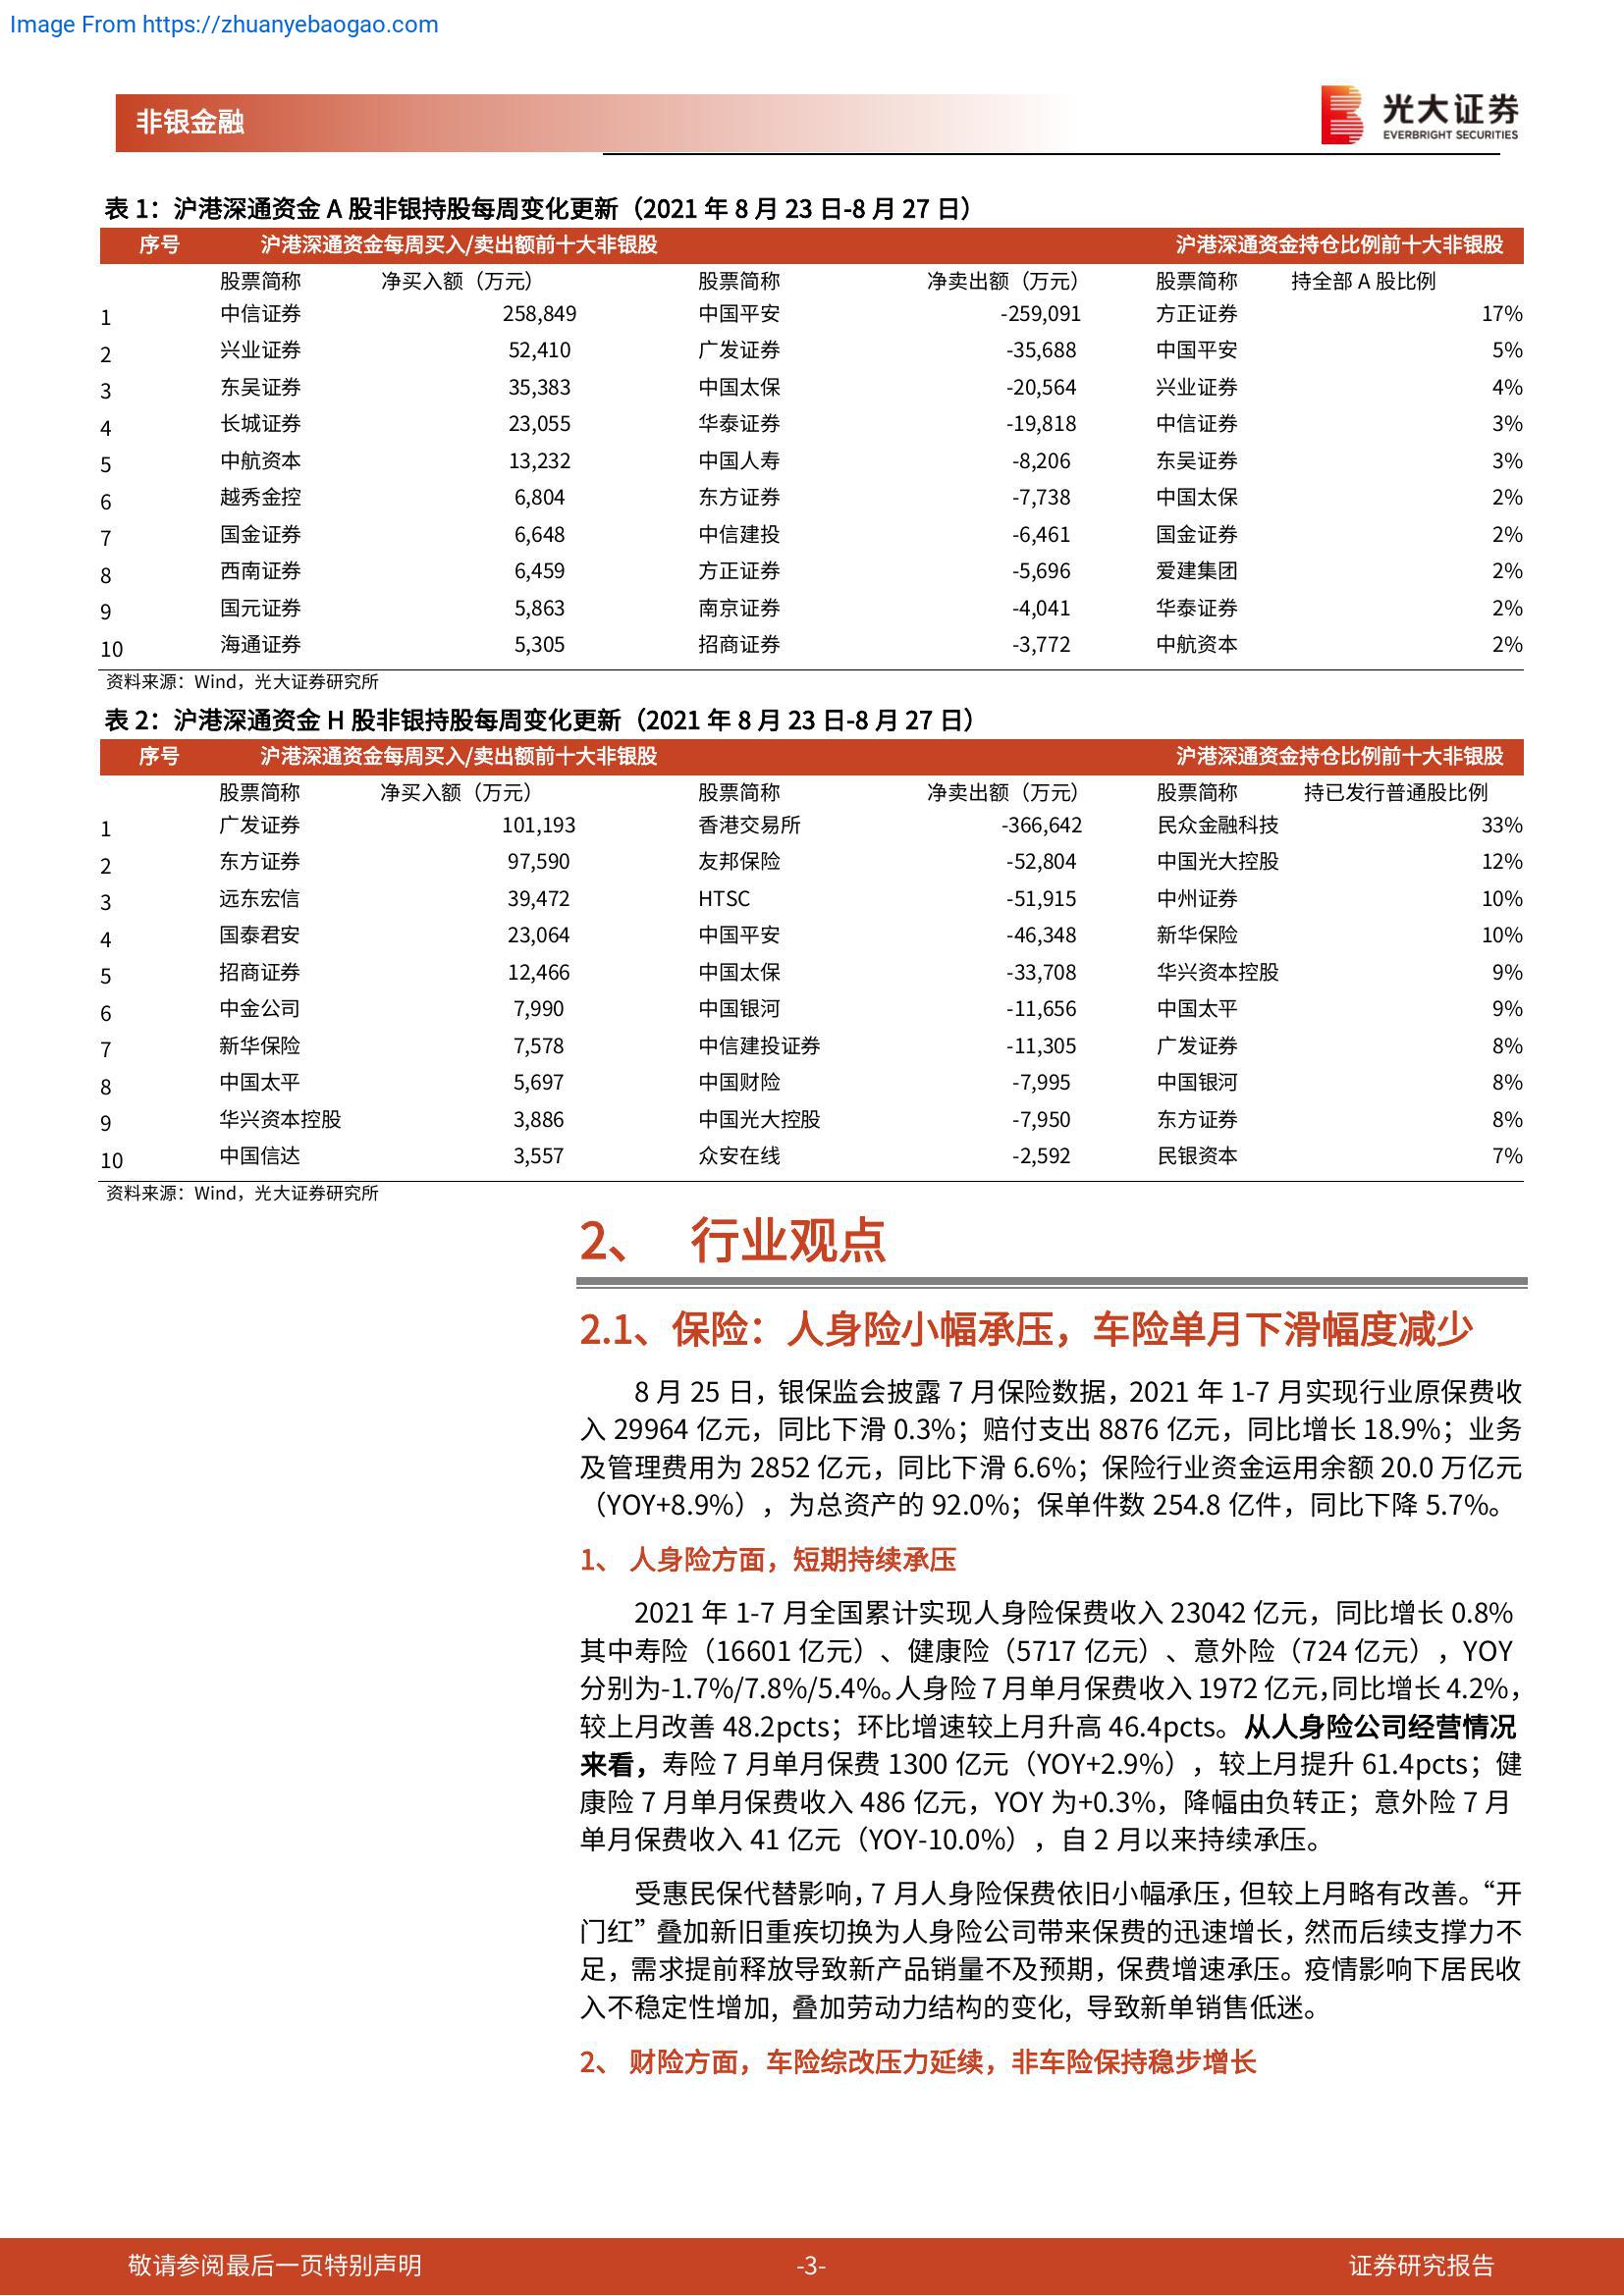 Image From https://zhuanyebaogao.com
非银金融
光大证券
EVERBRIGHT SECURITIES
表 1：沪港深通资金 A 股非银持股每周变化更新（2021 年 8 月 23 日-8 月 27 日）
序号 沪港深通资金每周买入/卖出额前十大非银股 沪港深通资金持仓比例前十大非银股
股票简称 净买入额（万元） 股票简称 净卖出额（万元） 股票简称 持全部 A 股比例
1 中信证券 258,849 中国平安 -259,091 方正证券 17%
2 兴业证券 52,410 广发证券 -35,688 中国平安 5%
3 东吴证券 35,383 中国太保 -20,564 兴业证券 4%
4 长城证券 23,055 华泰证券 -19,818 中信证券 3%
5 中航资本 13,232 中国人寿 -8,206 东吴证券 3%
6 越秀金控 6,804 东方证券 -7,738 中国太保 2%
7 国金证券 6,648 中信建投 -6,461 国金证券 2%
8 西南证券 6,459 方正证券 -5,696 爱建集团 2%
9 国元证券 5,863 南京证券 -4,041 华泰证券 2%
10 海通证券 5,305 招商证券 -3,772 中航资本 2%
资料来源：Wind，光大证券研究所
表 2：沪港深通资金 H 股非银持股每周变化更新（2021 年 8 月 23 日-8 月 27 日）
序号 沪港深通资金每周买入/卖出额前十大非银股 沪港深通资金持仓比例前十大非银股
股票简称 净买入额（万元） 股票简称 净卖出额（万元） 股票简称 持已发行普通股比例
1 广发证券 101,193 香港交易所 -366,642 民众金融科技 33%
2 东方证券 97,590 友邦保险 -52,804 中国光大控股 12%
3 远东宏信 39,472 HTSC -51,915 中州证券 10%
4 国泰君安 23,064 中国平安 -46,348 新华保险 10%
5 招商证券 12,466 中国太保 -33,708 华兴资本控股 9%
6 中金公司 7,990 中国银河 -11,656 中国太平 9%
7 新华保险 7,578 中信建投证券 -11,305 广发证券 8%
8 中国太平 5,697 中国财险 -7,995 中国银河 8%
9 华兴资本控股 3,886 中国光大控股 -7,950 东方证券 8%
10 中国信达 3,557 众安在线 -2,592 民银资本 7%
资料来源：Wind，光大证券研究所
2、 行业观点
2.1、保险：人身险小幅承压，车险单月下滑幅度减少
8 月 25 日，银保监会披露 7 月保险数据，2021 年 1-7 月实现行业原保费收
入 29964 亿元，同比下滑 0.3%；赔付支出 8876 亿元，同比增长 18.9%；业务
及管理费用为 2852 亿元，同比下滑 6.6%；保险行业资金运用余额 20.0 万亿元
（YOY+8.9%），为总资产的 92.0%；保单件数 254.8 亿件，同比下降 5.7%。
1、 人身险方面，短期持续承压
2021 年 1-7 月全国累计实现人身险保费收入 23042 亿元，同比增长 0.8%
其中寿险（16601 亿元）、健康险（5717 亿元）、意外险（724 亿元），YOY
分别为-1.7%/7.8%/5.4%。人身险 7 月单月保费收入 1972 亿元，同比增长 4.2%，
较上月改善 48.2pcts；环比增速较上月升高 46.4pcts。从人身险公司经营情况
来看，寿险 7 月单月保费 1300 亿元（YOY+2.9%），较上月提升 61.4pcts；健
康险 7 月单月保费收入 486 亿元，YOY 为+0.3%，降幅由负转正；意外险 7 月
单月保费收入 41 亿元（YOY-10.0%），自 2 月以来持续承压。
受惠民保代替影响，7 月人身险保费依旧小幅承压，但较上月略有改善。“开
门红”叠加新旧重疾切换为人身险公司带来保费的迅速增长，然而后续支撑力不
足，需求提前释放导致新产品销量不及预期，保费增速承压。疫情影响下居民收
入不稳定性增加，叠加劳动力结构的变化，导致新单销售低迷。
2、 财险方面，车险综改压力延续，非车险保持稳步增长
敬请参阅最后一页特别声明 -3- 证券研究报告